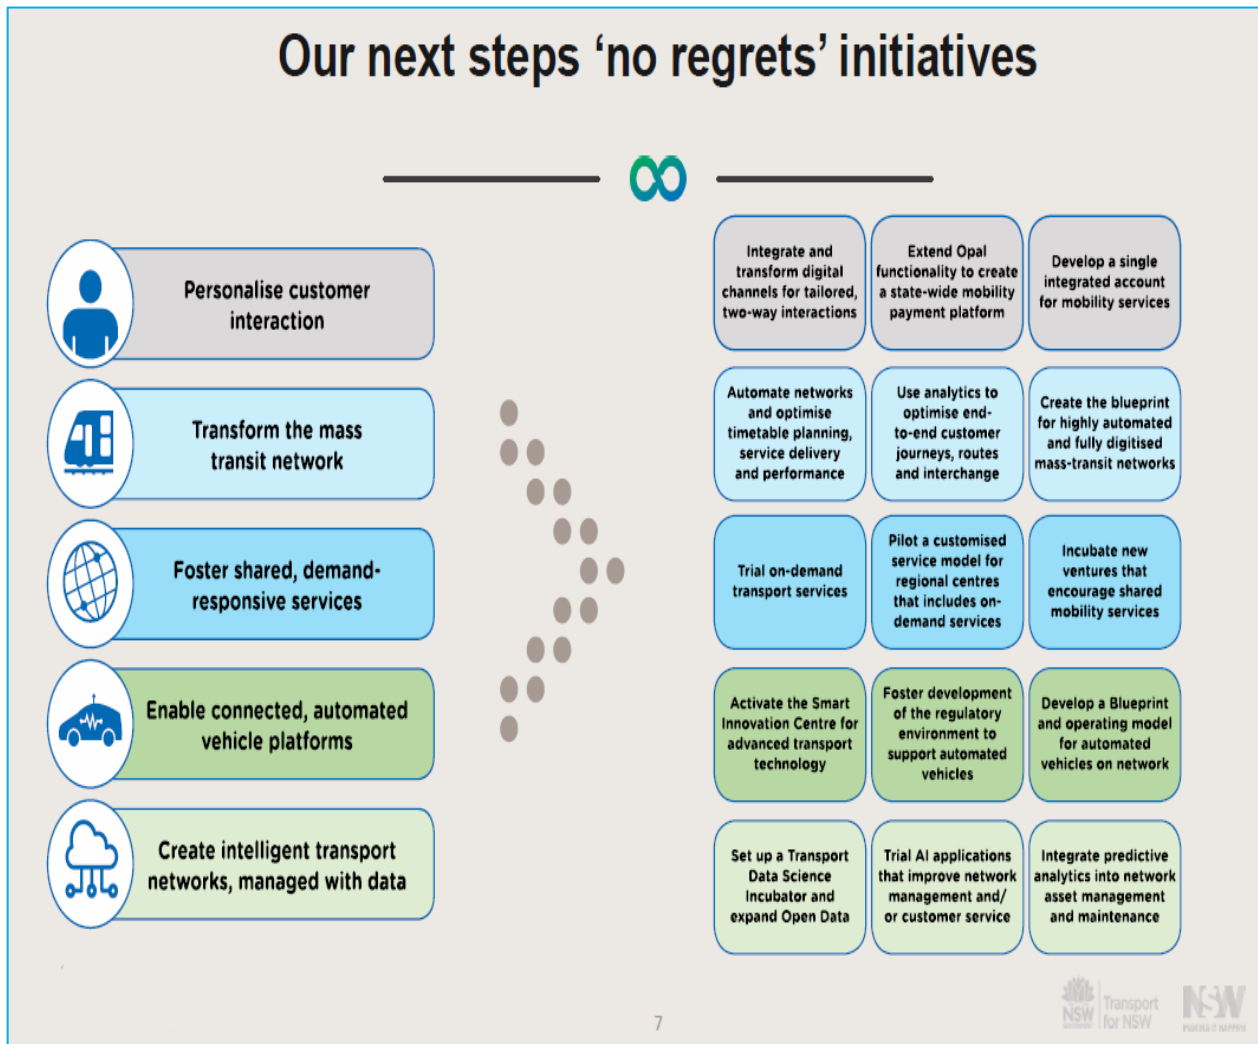 Our next steps ‘no regrets’ initiatives
Personalise customer
interaction
Integrate and
transform digital
channels for tailored,
two-way interactions
Extend Opal
functionality to create
a state-wide mobility
payment platform
Develop a single
integrated account
for mobility services
Transform the mass
transit network
Automate networks
and optimise
timetable planning,
service delivery
and performance
Use analytics to
optimise end-
to-end customer
journeys, routes
and interchange
Create the blueprint
for highly automated
and fully digitised
mass-transit networks
Foster shared, demand-
responsive services
Trial on-demand
transport services
Pilot a customised
service model for
regional centres
that includes on-
demand services
Incubate new
ventures that
encourage shared
mobility services
Enable connected, automated
vehicle platforms
Activate the Smart
Innovation Centre for
advanced transport
technology
Foster development
of the regulatory
environment to
support automated
vehicles
Develop a Blueprint
and operating model
for automated
vehicles on network
Create intelligent transport
networks, managed with data
Set up a Transport
Data Science
Incubator and
expand Open Data
Trial AI applications
that improve network
management and/
or customer service
Integrate predictive
analytics into network
asset management
and maintenance
7
NSW
Transport
for NSW
NSW
MAKING IT HAPPEN